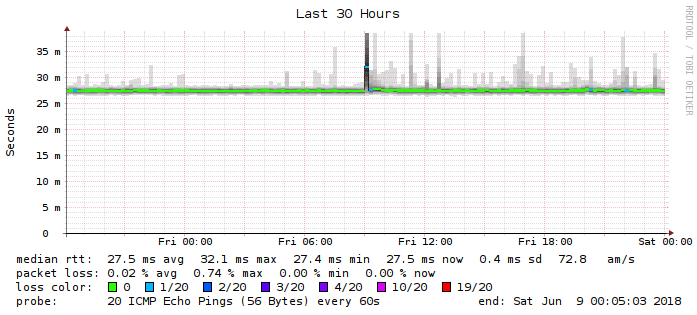 Last 30 Hours
RRDTOOL / TOBI OETIKER
Seconds
35 m
30 m
25 m
20 m
15 m
10 m
5 m
0
Fri 00:00 Fri 06:00 Fri 12:00 Fri 18:00 Sat 00:00
median rtt: 27.5 ms avg 32.1 ms max 27.4 ms min 27.5 ms now 0.4 ms sd 72.8 am/s
packet loss: 0.02 % avg 0.74 % max 0.00 % min 0.00 % now
loss color: 0 1/20 2/20 3/20 4/20 10/20 19/20
probe: 20 ICMP Echo Pings (56 Bytes) every 60s end: Sat Jun 9 00:05:03 2018